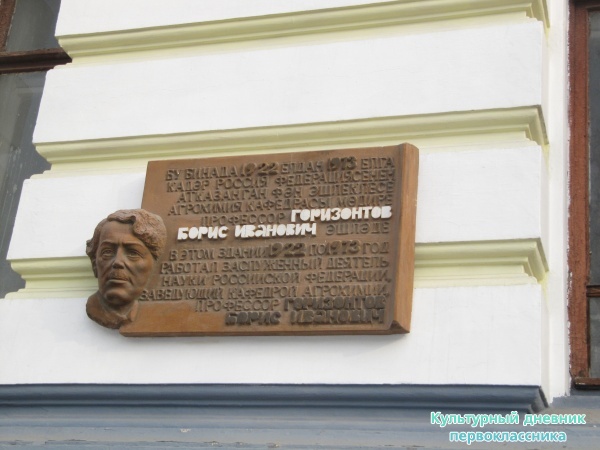 БУ БИНАДА 1922 ЕЛДАН 1973 ЕЛГА
КАДӘР РОССИЯ ФЕДЕРАЦИЯСЕНЕҢ
АТКАЗАНГАН ФӘН ЭШЛЕКЛЕСЕ
АГРОХИМИЯ КАФЕДРАСЫ
ПРОФЕССОР ГОРИЗОНТОВ
БОРИС ИВАНОВИЧ ЭШЛӘДЕ
В ЭТОМ ЗДАНИИ 1922 ПО 1973 ГОД
РАБОТАЛ ЗАСЛУЖЕННЫЙ ДЕЯТЕЛЬ
НАУКИ РОССИЙСКОЙ ФЕДЕРАЦИИ,
ЗАВЕДУЮЩИЙ КАФЕДРОЙ АГРОХИМИИ,
ПРОФЕССОР ГОРИЗОНТОВ
БОРИС ИВАНОВИЧ
Культурный дневник
первоклассника